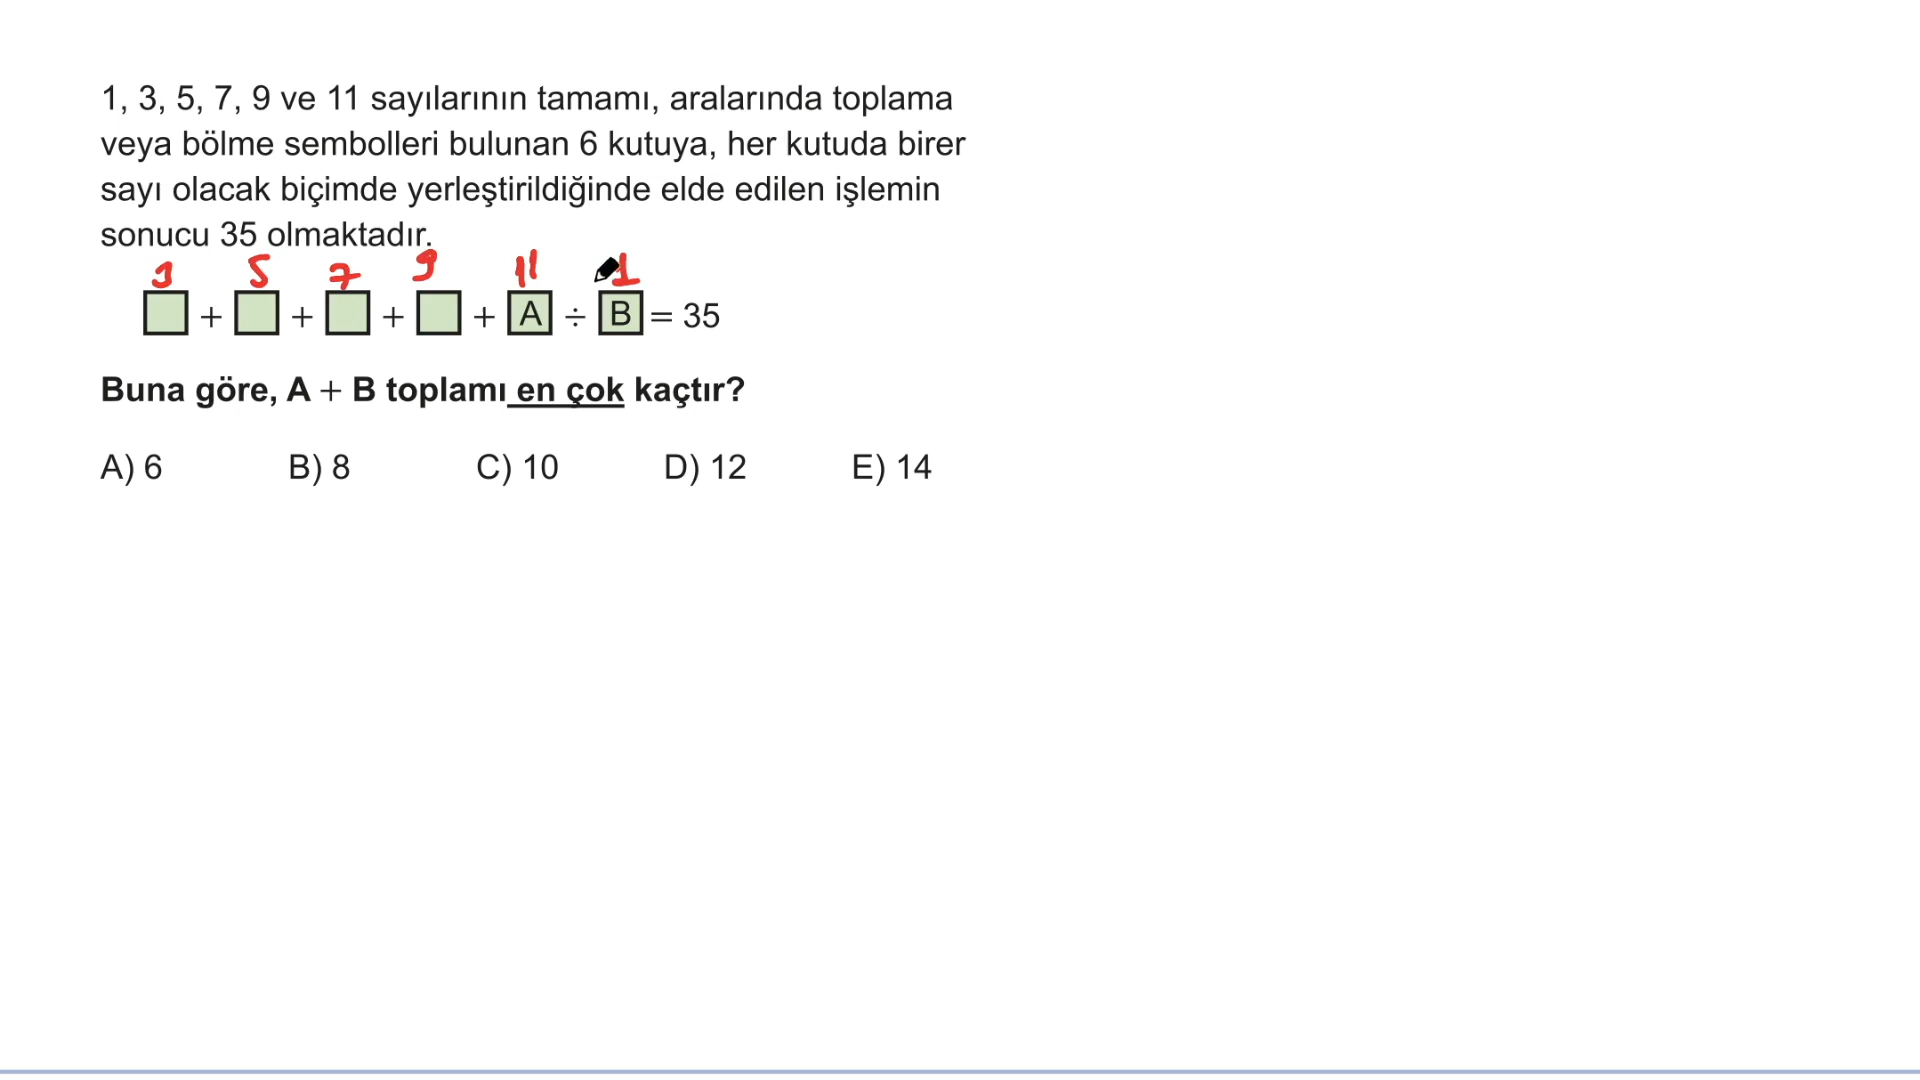 1, 3, 5, 7, 9 ve 11 sayılarının tamamı, aralarında toplama
veya bölme sembolleri bulunan 6 kutuya, her kutuda birer
sayı olacak biçimde yerleştirildiğinde elde edilen işlemin
sonucu 35 olmaktadır.
3 5 7 9 11 1
□ + □ + □ + □ + A ÷ B = 35
Buna göre, A + B toplamı en çok kaçtır?
A) 6 B) 8 C) 10 D) 12 E) 14